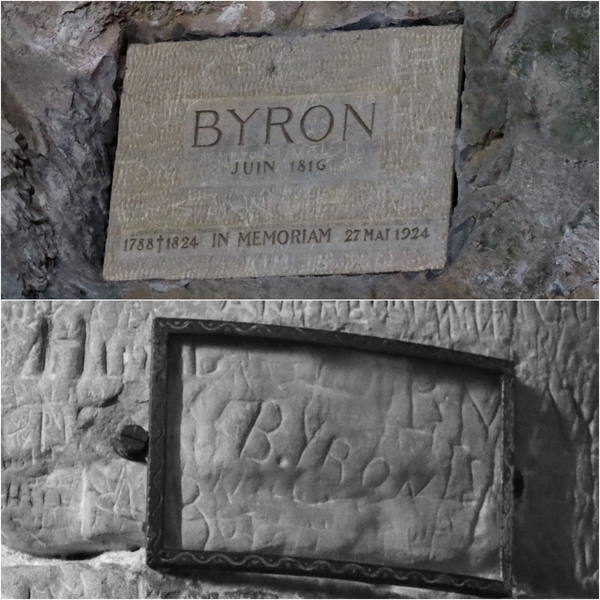 BYRON
JUIN 1816
1788†1824 IN MEMORIAM 27 MAI 1924
BYRON